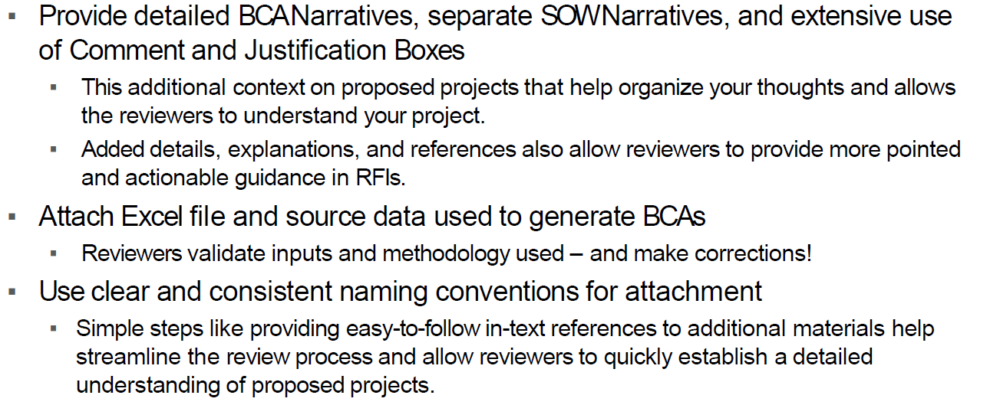 ▪ Provide detailed BCA Narratives, separate SOW Narratives, and extensive use
of Comment and Justification Boxes
▪ This additional context on proposed projects that help organize your thoughts and allows
the reviewers to understand your project.
▪ Added details, explanations, and references also allow reviewers to provide more pointed
and actionable guidance in RFIs.
▪ Attach Excel file and source data used to generate BCAs
▪ Reviewers validate inputs and methodology used – and make corrections!
▪ Use clear and consistent naming conventions for attachment
▪ Simple steps like providing easy-to-follow in-text references to additional materials help
streamline the review process and allow reviewers to quickly establish a detailed
understanding of proposed projects.